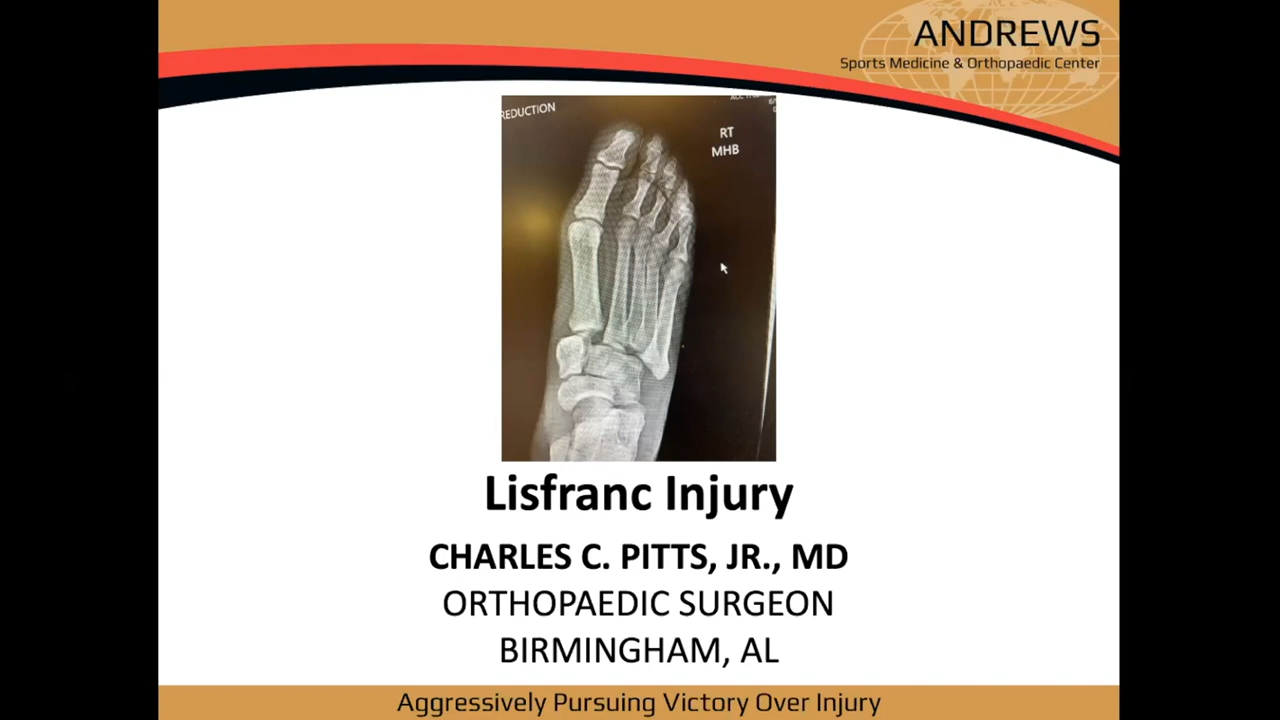 ANDREWS
Sports Medicine & Orthopaedic Center
REDUCTION
RT
MHB
Lisfranc Injury
CHARLES C. PITTS, JR., MD
ORTHOPAEDIC SURGEON
BIRMINGHAM, AL
Aggressively Pursuing Victory Over Injury